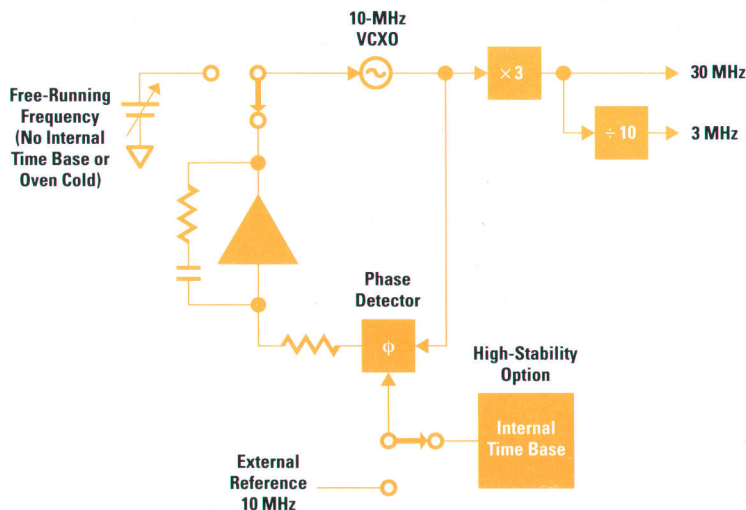 10-MHz
VCXO
× 3
30 MHz
÷ 10
3 MHz
Free-Running
Frequency
(No Internal
Time Base or
Oven Cold)
Phase
Detector
ϕ
High-Stability
Option
Internal
Time Base
External
Reference
10 MHz